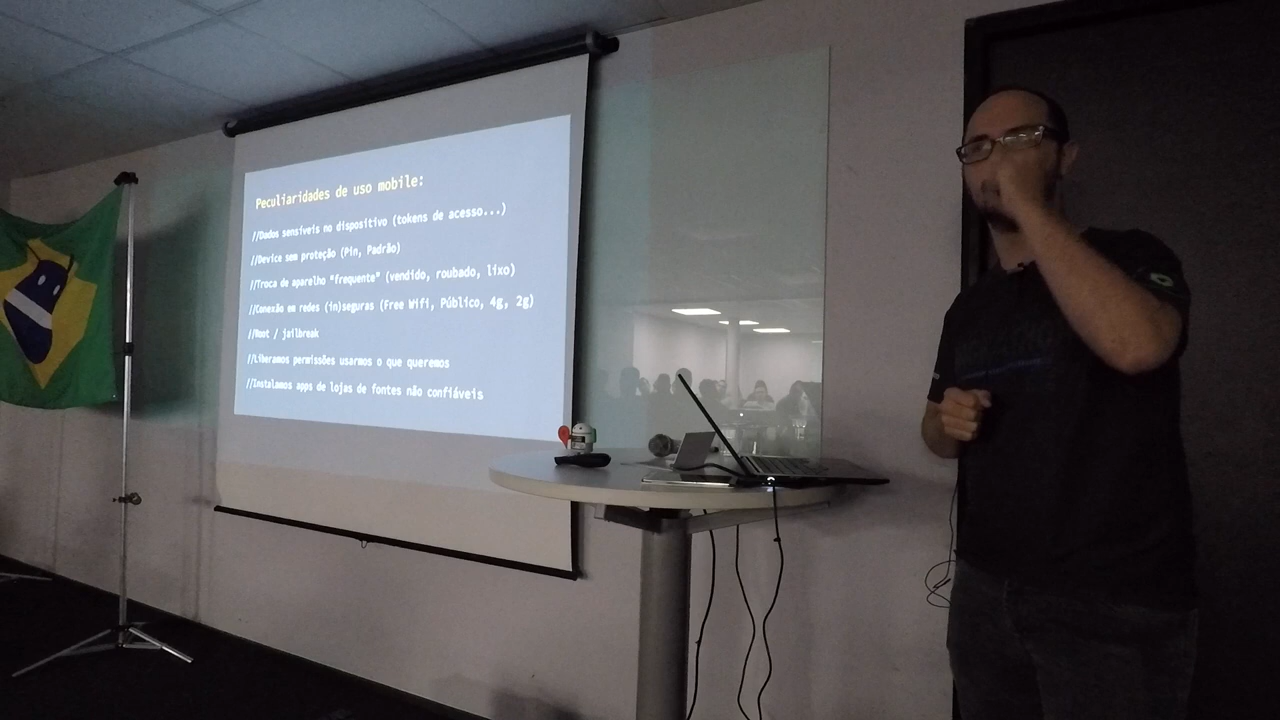 Peculiaridades de uso mobile:
//Dados sensíveis no dispositivo (tokens de acesso...)
//Device sem proteção (Pin, Padrão)
//Troca de aparelho "frequente" (vendido, roubado, lixo)
//Conexão em redes (in)seguras (Free Wifi, Público, 4g, 2g)
//Root / jailbreak
//Liberamos permissões usarmos o que queremos
//Instalamos apps de lojas de fontes não confiáveis